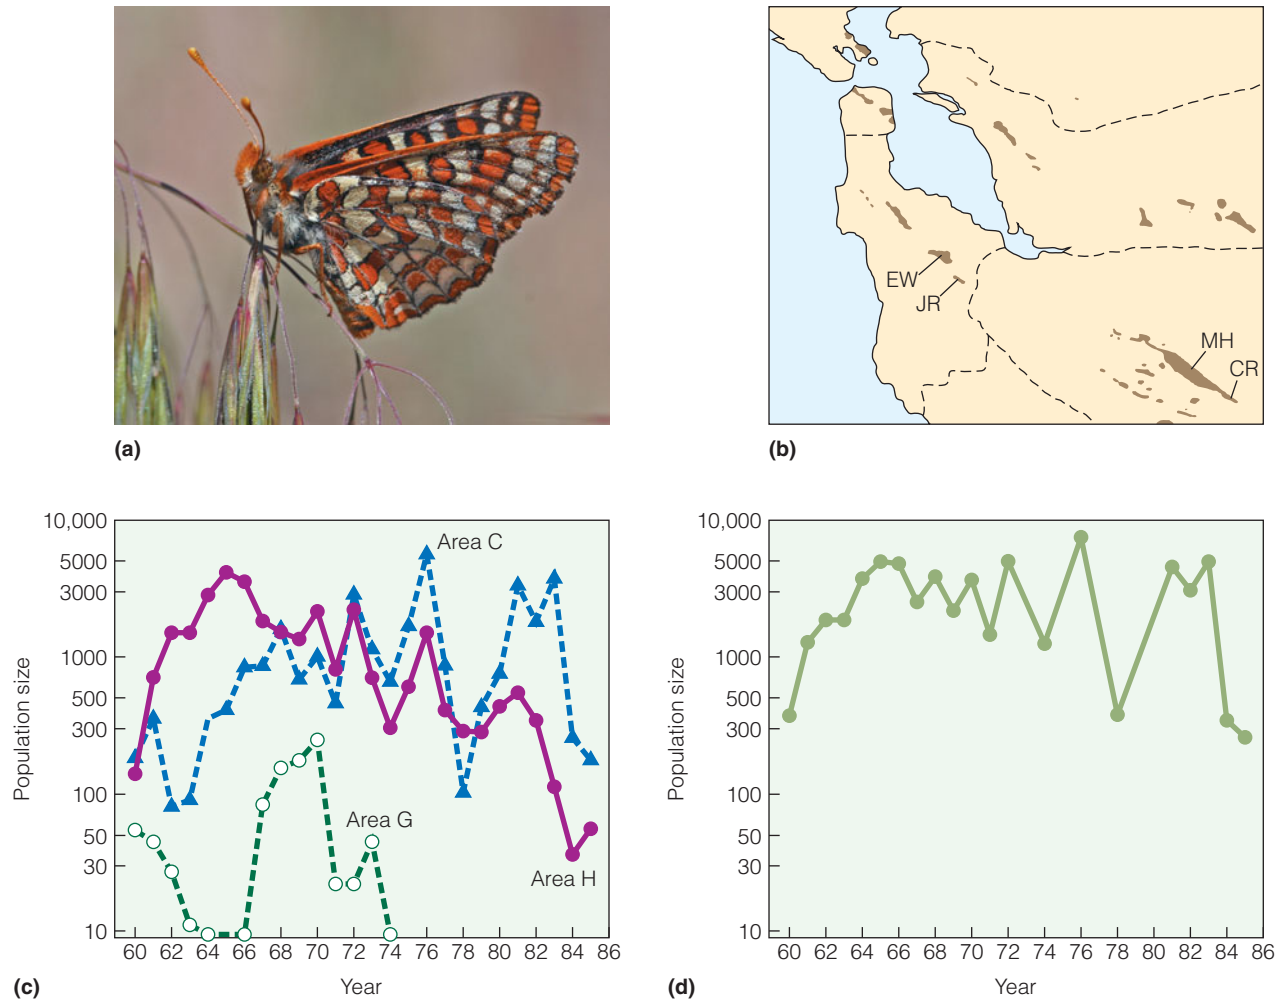 EW
JR
MH
CR
(a)
(b)
10,000
5000
3000
1000
500
300
100
50
30
10
Population size
Area C
Area G
Area H
60 62 64 66 68 70 72 74 76 78 80 82 84 86
Year
(c)
10,000
5000
3000
1000
500
300
100
50
30
10
Population size
60 62 64 66 68 70 72 74 76 78 80 82 84 86
Year
(d)